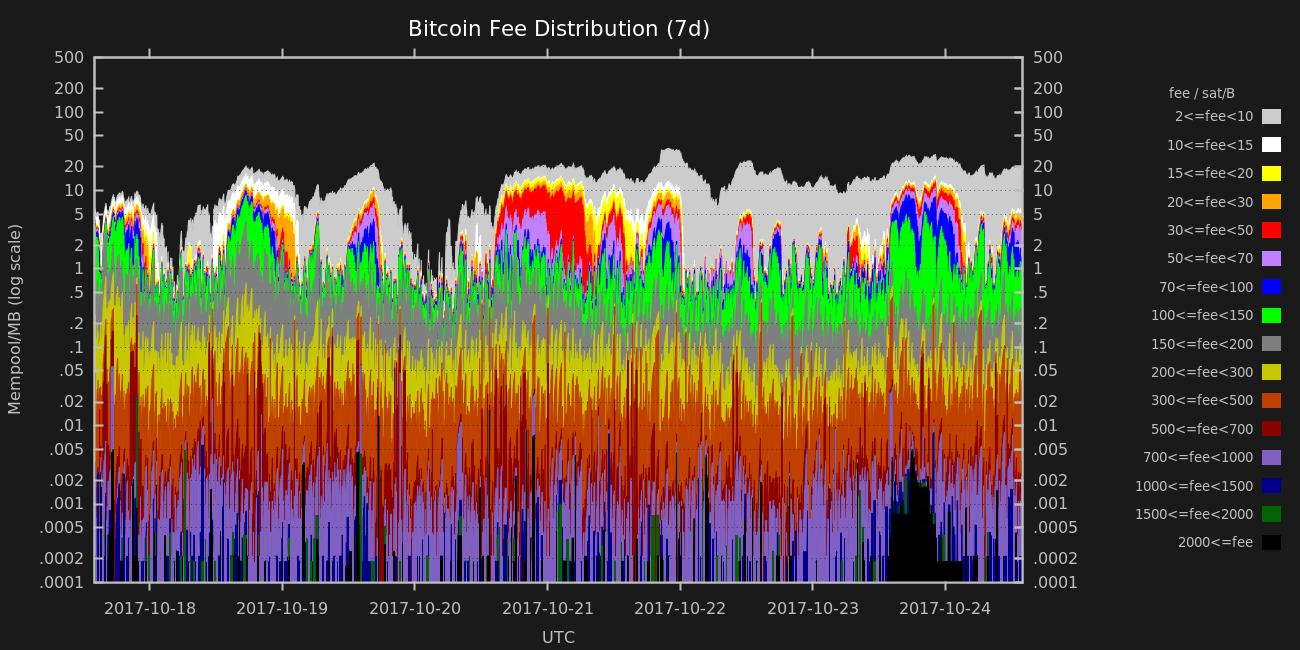 Bitcoin Fee Distribution (7d)
Mempool/MB (log scale)
500
200
100
50
20
10
5
2
1
.5
.2
.1
.05
.02
.01
.005
.002
.001
.0005
.0002
.0001
500
200
100
50
20
10
5
2
1
.5
.2
.1
.05
.02
.01
.005
.002
.001
.0005
.0002
.0001
2017-10-18 2017-10-19 2017-10-20 2017-10-21 2017-10-22 2017-10-23 2017-10-24
UTC
fee / sat/B
2<=fee<10
10<=fee<15
15<=fee<20
20<=fee<30
30<=fee<50
50<=fee<70
70<=fee<100
100<=fee<150
150<=fee<200
200<=fee<300
300<=fee<500
500<=fee<700
700<=fee<1000
1000<=fee<1500
1500<=fee<2000
2000<=fee